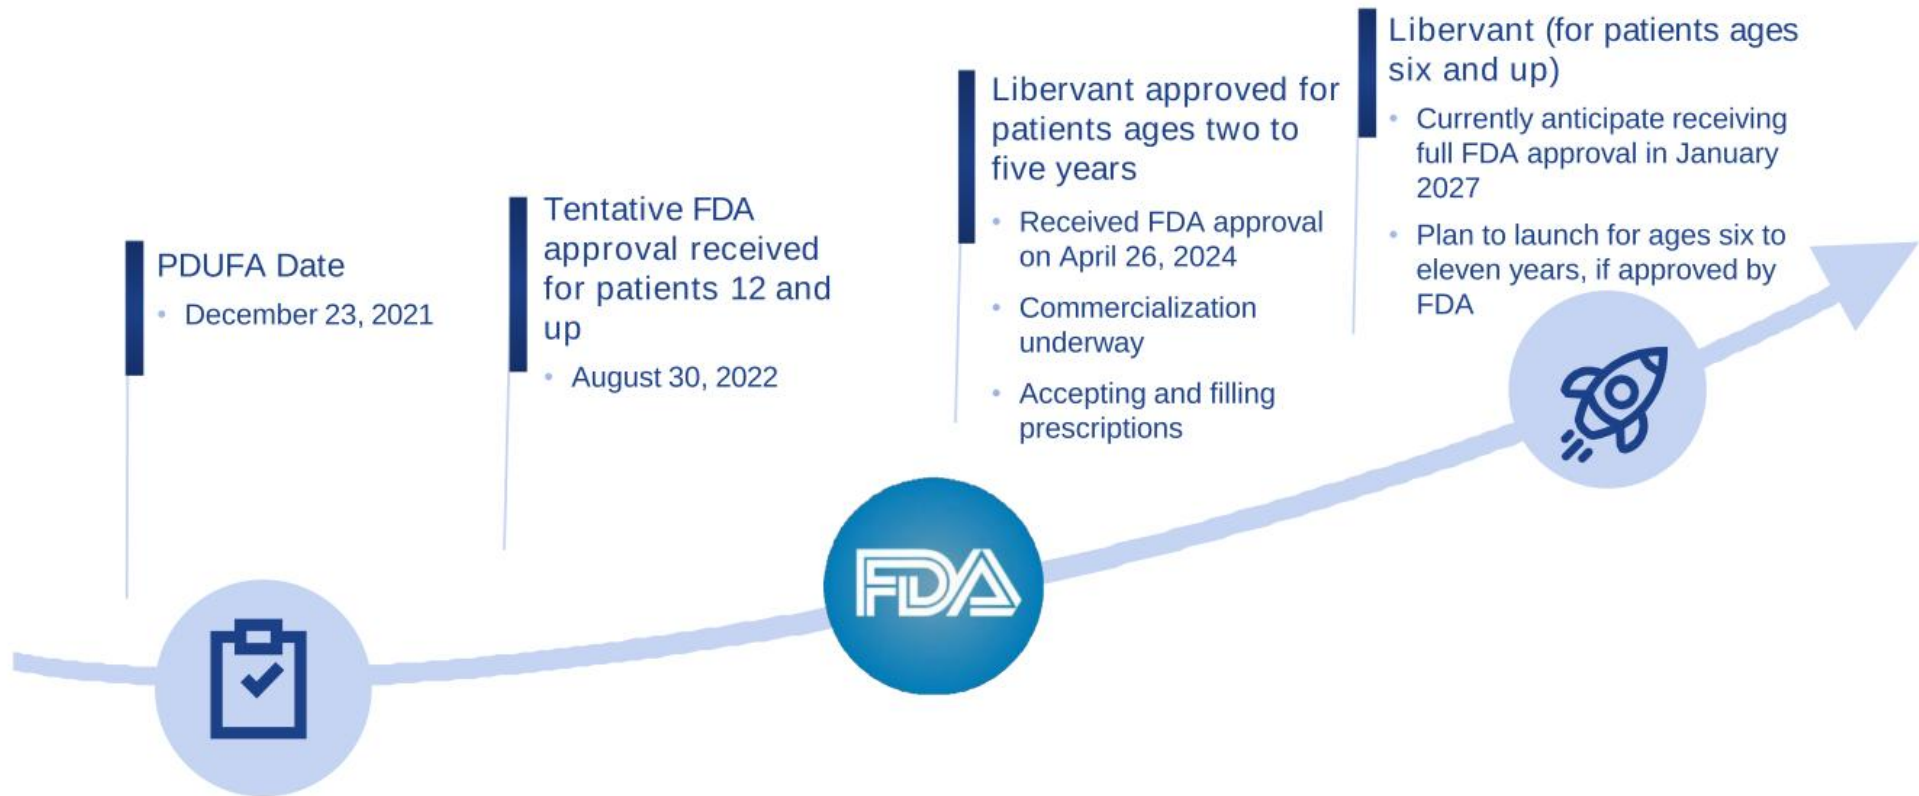 PDUFA Date
• December 23, 2021
Tentative FDA
approval received
for patients 12 and
up
• August 30, 2022
Libervant approved for
patients ages two to
five years
• Received FDA approval
on April 26, 2024
• Commercialization
underway
• Accepting and filling
prescriptions
Libervant (for patients ages
six and up)
• Currently anticipate receiving
full FDA approval in January
2027
• Plan to launch for ages six to
eleven years, if approved by
FDA
FDA